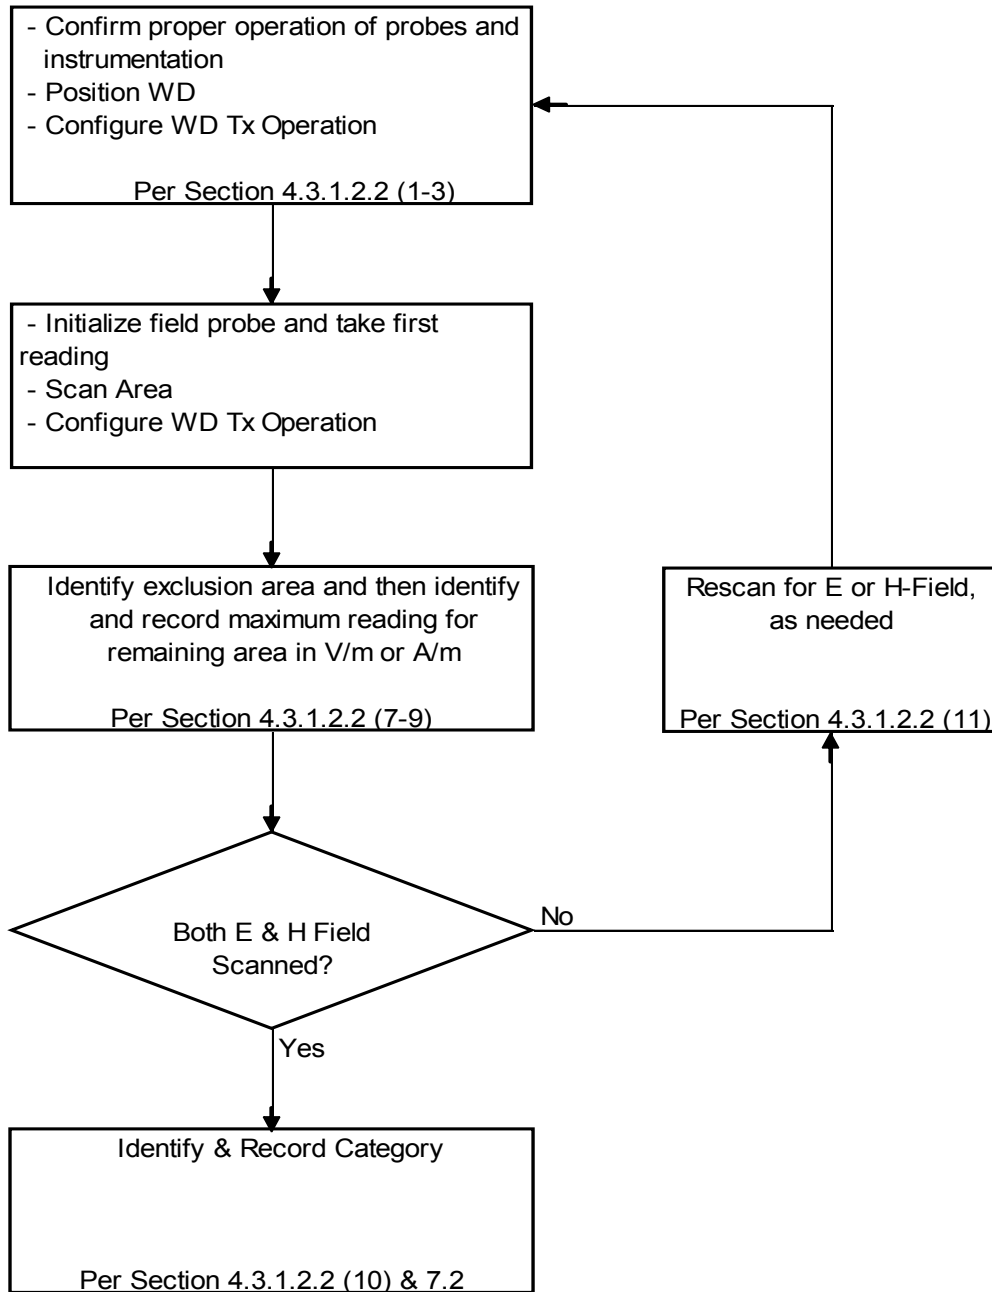 - Confirm proper operation of probes and
instrumentation
- Position WD
- Configure WD Tx Operation
Per Section 4.3.1.2.2 (1-3)
- Initialize field probe and take first
reading
- Scan Area
- Configure WD Tx Operation
Identify exclusion area and then identify
and record maximum reading for
remaining area in V/m or A/m
Per Section 4.3.1.2.2 (7-9)
Rescan for E or H-Field,
as needed
Per Section 4.3.1.2.2 (11)
Both E & H Field
Scanned?
No
Yes
Identify & Record Category
Per Section 4.3.1.2.2 (10) & 7.2